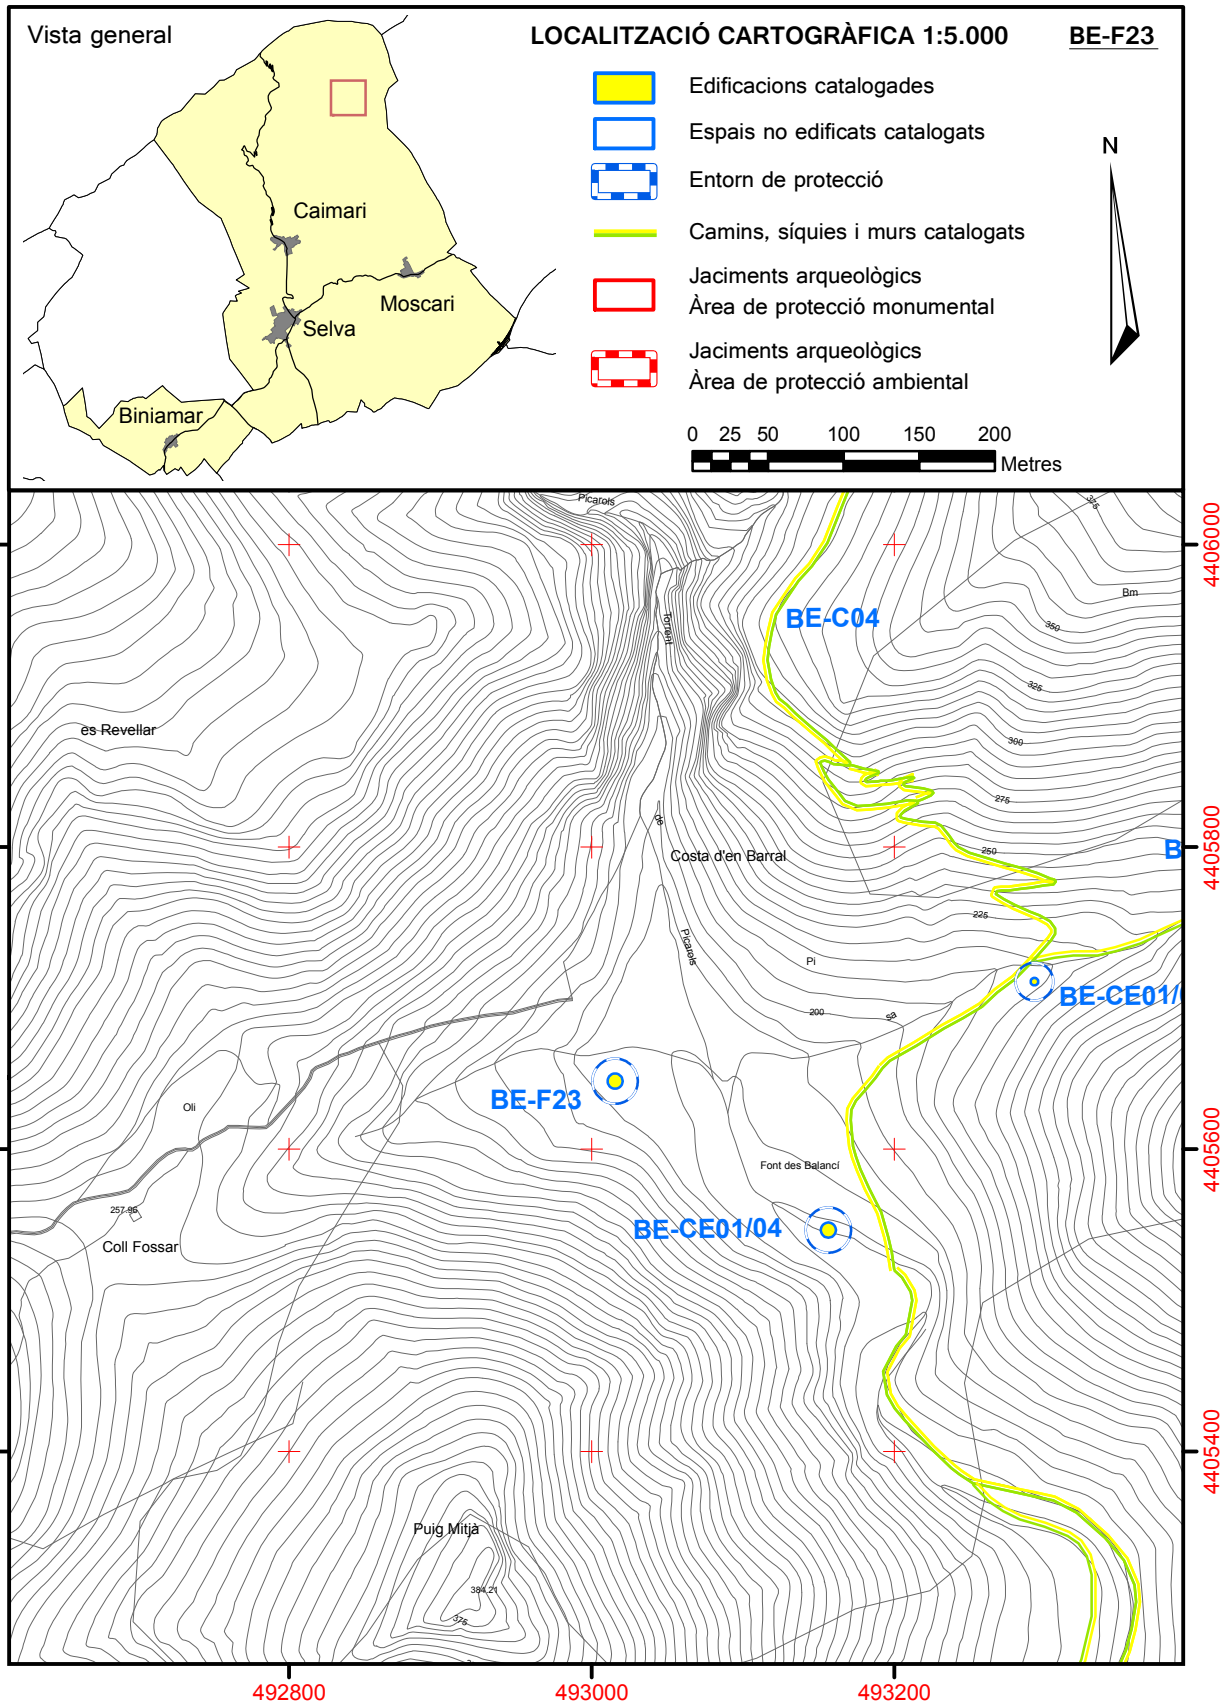 Vista general
LOCALITZACIÓ CARTOGRÀFICA 1:5.000
BE-F23
Edificacions catalogades
Espais no edificats catalogats
Entorn de protecció
Camins, síquies i murs catalogats
Jaciments arqueològics
Àrea de protecció monumental
Jaciments arqueològics
Àrea de protecció ambiental
N
Caimari
Moscari
Selva
Biniamar
0 25 50 100 150 200
Metres
Picarols
375
4406000
Bm
BE-C04
350
Torrent
325
es Revellar
300
275
de
Costa d'en Barral
250
B
4405800
225
Picarols
Pi
BE-CE01/
200
sa
BE-F23
Oli
4405600
Font des Balancí
257.96
BE-CE01/04
Coll Fossar
4405400
Puig Mitjà
384.21
375
492800
493000
493200